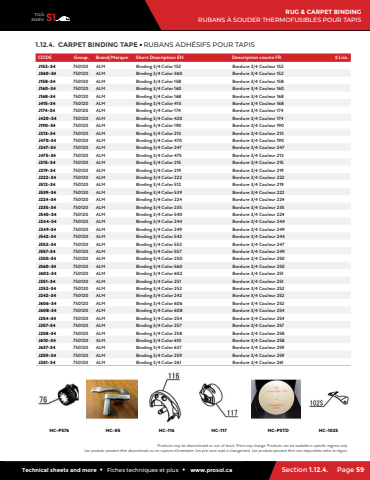 TOO5
INDEX
51
RUG & CARPET BINDING
RUBANS À SOUDER THERMOFUSIBLES POUR TAPIS
1.12.4. CARPET BINDING TAPE • RUBANS ADHÉSIFS POUR TAPIS
CODE Group. Brand/Marque Short Description EN Description courte FR $ List.
J152-34 750120 ALM Binding 3/4 Color 152 Bordure 3/4 Couleur 152
J360-34 750120 ALM Binding 3/4 Color 360 Bordure 3/4 Couleur 152
J158-34 750120 ALM Binding 3/4 Color 158 Bordure 3/4 Couleur 158
J160-34 750120 ALM Binding 3/4 Color 160 Bordure 3/4 Couleur 160
J168-34 750120 ALM Binding 3/4 Color 168 Bordure 3/4 Couleur 168
J415-34 750120 ALM Binding 3/4 Color 415 Bordure 3/4 Couleur 168
J174-34 750120 ALM Binding 3/4 Color 174 Bordure 3/4 Couleur 174
J420-34 750120 ALM Binding 3/4 Color 420 Bordure 3/4 Couleur 174
J190-34 750120 ALM Binding 3/4 Color 190 Bordure 3/4 Couleur 190
J213-34 750120 ALM Binding 3/4 Color 213 Bordure 3/4 Couleur 213
J470-34 750120 ALM Binding 3/4 Color 470 Bordure 3/4 Couleur 190
J247-34 750120 ALM Binding 3/4 Color 247 Bordure 3/4 Couleur 247
J475-34 750120 ALM Binding 3/4 Color 475 Bordure 3/4 Couleur 213
J215-34 750120 ALM Binding 3/4 Color 215 Bordure 3/4 Couleur 215
J219-34 750120 ALM Binding 3/4 Color 219 Bordure 3/4 Couleur 219
J222-34 750120 ALM Binding 3/4 Color 222 Bordure 3/4 Couleur 222
J512-34 750120 ALM Binding 3/4 Color 512 Bordure 3/4 Couleur 219
J539-34 750120 ALM Binding 3/4 Color 539 Bordure 3/4 Couleur 222
J224-34 750120 ALM Binding 3/4 Color 224 Bordure 3/4 Couleur 224
J235-34 750120 ALM Binding 3/4 Color 235 Bordure 3/4 Couleur 235
J540-34 750120 ALM Binding 3/4 Color 540 Bordure 3/4 Couleur 224
J244-34 750120 ALM Binding 3/4 Color 244 Bordure 3/4 Couleur 244
J249-34 750120 ALM Binding 3/4 Color 249 Bordure 3/4 Couleur 249
J542-34 750120 ALM Binding 3/4 Color 542 Bordure 3/4 Couleur 244
J552-34 750120 ALM Binding 3/4 Color 552 Bordure 3/4 Couleur 247
J557-34 750120 ALM Binding 3/4 Color 557 Bordure 3/4 Couleur 249
J250-34 750120 ALM Binding 3/4 Color 250 Bordure 3/4 Couleur 250
J560-34 750120 ALM Binding 3/4 Color 560 Bordure 3/4 Couleur 250
J602-34 750120 ALM Binding 3/4 Color 602 Bordure 3/4 Couleur 251
J251-34 750120 ALM Binding 3/4 Color 251 Bordure 3/4 Couleur 251
J252-34 750120 ALM Binding 3/4 Color 252 Bordure 3/4 Couleur 252
J242-34 750120 ALM Binding 3/4 Color 242 Bordure 3/4 Couleur 252
J606-34 750120 ALM Binding 3/4 Color 606 Bordure 3/4 Couleur 252
J608-34 750120 ALM Binding 3/4 Color 608 Bordure 3/4 Couleur 254
J254-34 750120 ALM Binding 3/4 Color 254 Bordure 3/4 Couleur 254
J257-34 750120 ALM Binding 3/4 Color 257 Bordure 3/4 Couleur 257
J258-34 750120 ALM Binding 3/4 Color 258 Bordure 3/4 Couleur 258
J610-34 750120 ALM Binding 3/4 Color 610 Bordure 3/4 Couleur 258
J637-34 750120 ALM Binding 3/4 Color 637 Bordure 3/4 Couleur 259
J259-34 750120 ALM Binding 3/4 Color 259 Bordure 3/4 Couleur 259
J261-34 750120 ALM Binding 3/4 Color 261 Bordure 3/4 Couleur 261
76
116
117
102S
NC-P576 NC-05 NC-116 NC-117 NC-PSTD NC-102S
Products may be discontinued or out of stock. Price may change. Products can be available in specific regions only.
Les produits peuvent être discontinués ou en rupture d'inventaire. Les prix sont sujet à changement. Les produits peuvent être non disponibles selon la région.
Technical sheets and more • Fiches techniques et plus • www.prosol.ca
Section 1.12.4. Page 59